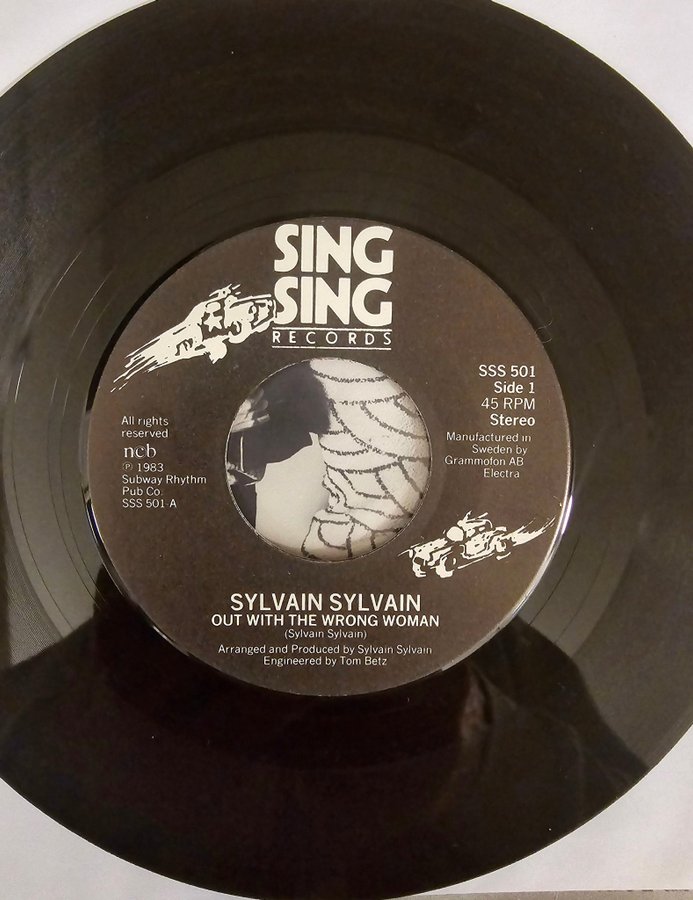 SING
SING
RECORDS
SSS 501
Side 1
45 RPM
Stereo
Manufactured in
Sweden by
Grammofon AB
Electra
All rights
reserved
ncb
℗ 1983
Subway Rhythm
Pub Co.
SSS 501-A
SYLVAIN SYLVAIN
OUT WITH THE WRONG WOMAN
(Sylvain Sylvain)
Arranged and Produced by Sylvain Sylvain
Engineered by Tom Betz